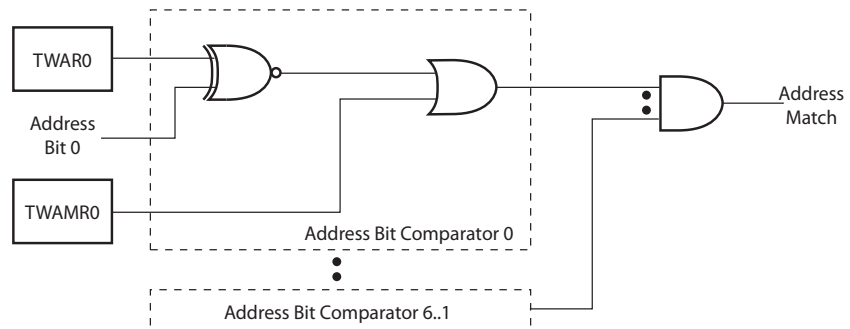 TWAR0
Address
Bit 0
TWAMR0
Address Bit Comparator 0
Address Bit Comparator 6..1
Address
Match